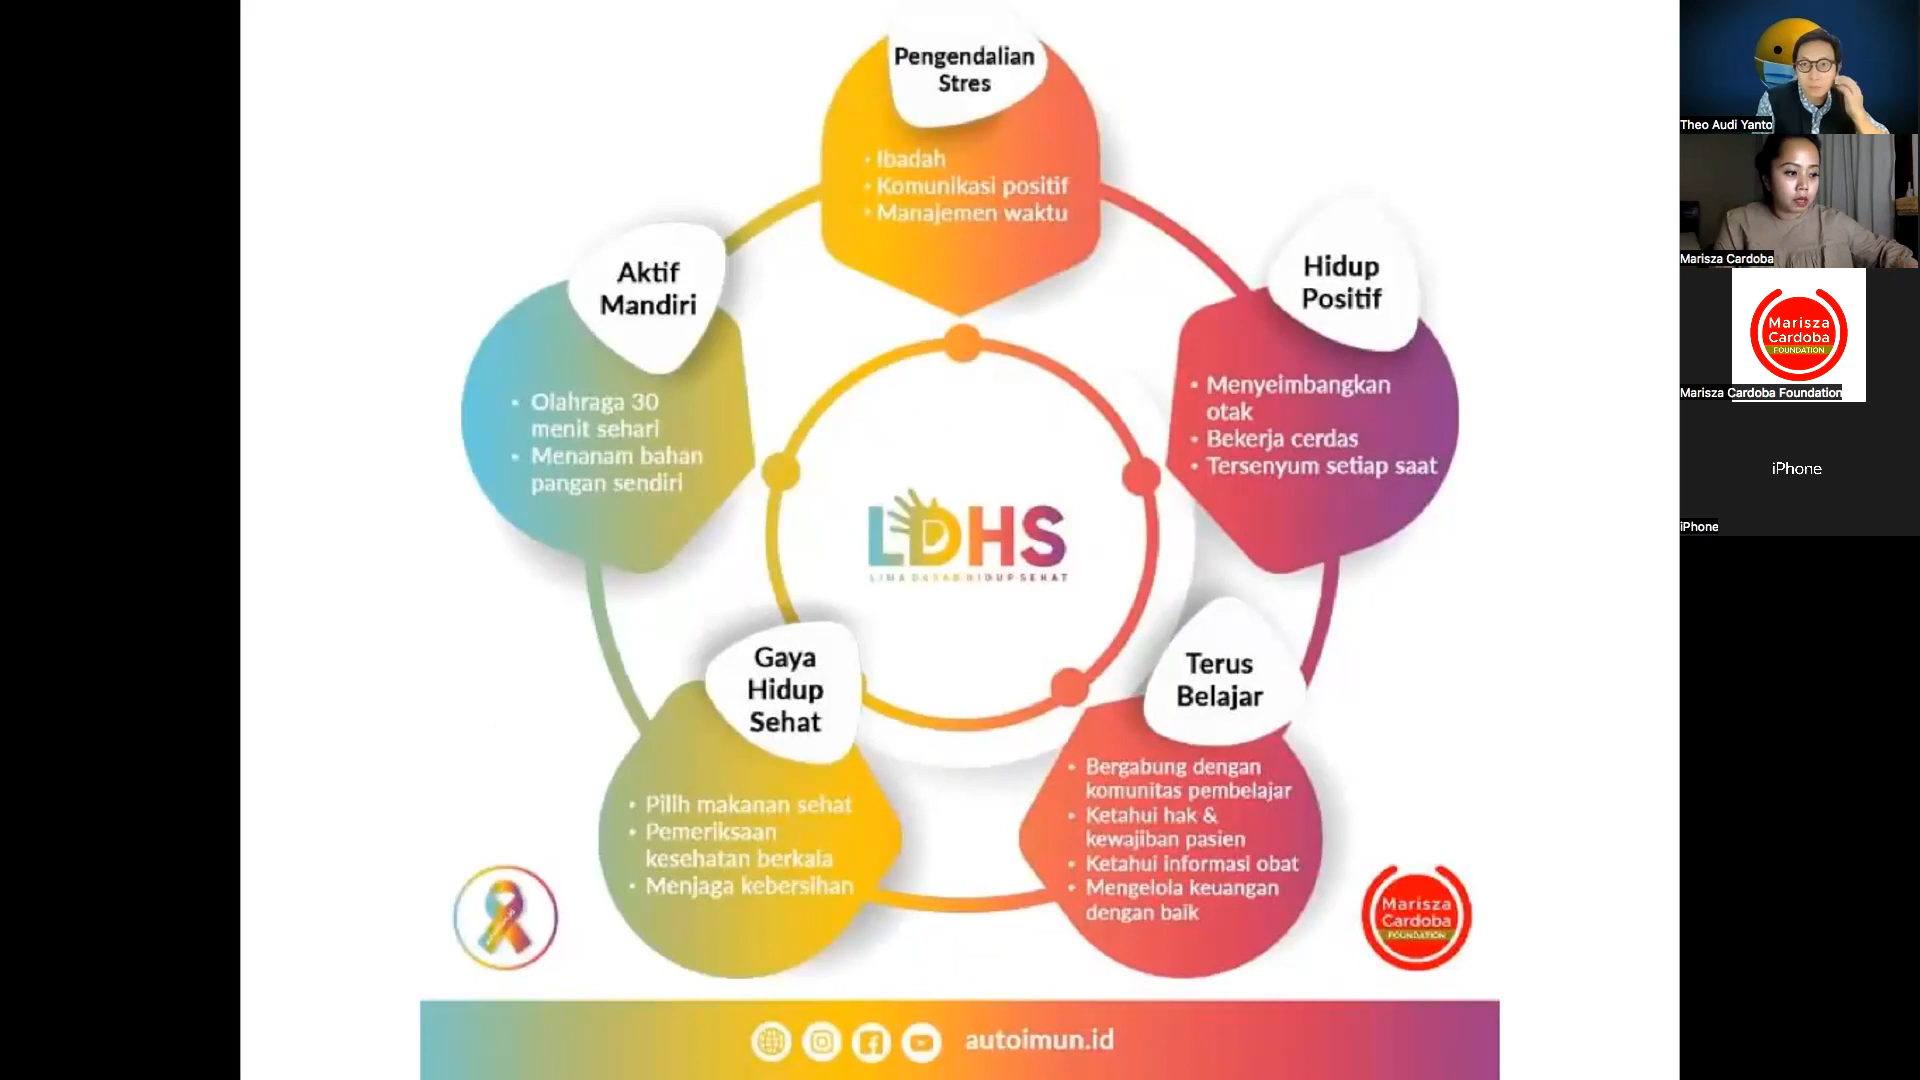 Pengendalian
Stres
• Ibadah
• Komunikasi positif
• Manajemen waktu
Aktif
Mandiri
• Olahraga 30
menit sehari
• Menanam bahan
pangan sendiri
Hidup
Positif
• Menyeimbangkan
otak
• Bekerja cerdas
• Tersenyum setiap saat
LDHS
LIMA DASAR HIDUP SEHAT
Gaya
Hidup
Sehat
• Pilih makanan sehat
• Pemeriksaan
kesehatan berkala
• Menjaga kebersihan
Terus
Belajar
• Bergabung dengan
komunitas pembelajar
• Ketahui hak &
kewajiban pasien
• Ketahui informasi obat
• Mengelola keuangan
dengan baik
Marisza
Cardoba
FOUNDATION
autoimun.id
Theo Audi Yanto
Marisza Cardoba
Marisza
Cardoba
FOUNDATION
Marisza Cardoba Foundation
iPhone
iPhone